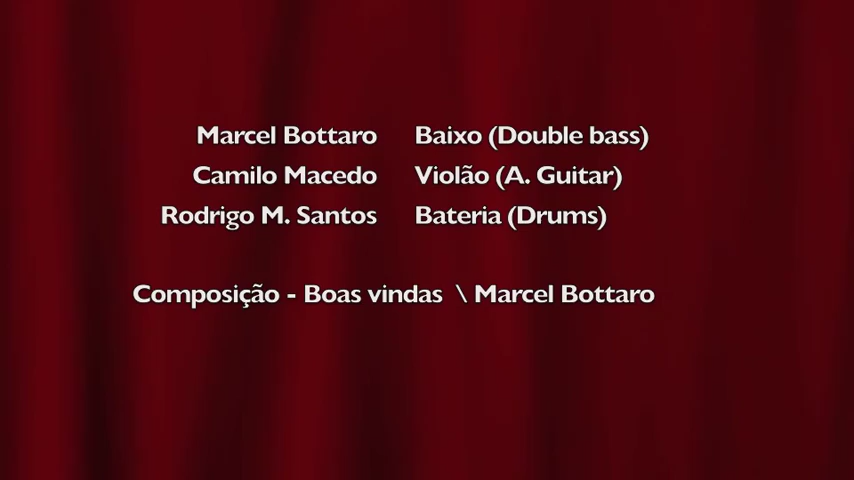 Marcel Bottaro Baixo (Double bass)
Camilo Macedo Violão (A. Guitar)
Rodrigo M. Santos Bateria (Drums)
Composição - Boas vindas \ Marcel Bottaro